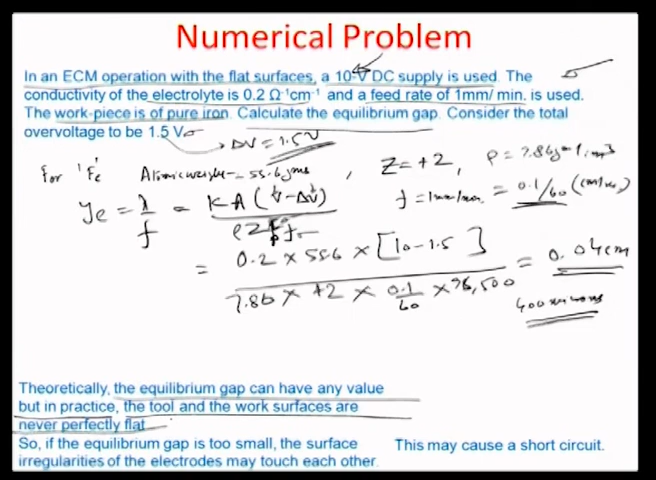 Numerical Problem
In an ECM operation with the flat surfaces, a 10-V DC supply is used. The
conductivity of the electrolyte is 0.2 Ω⁻¹cm⁻¹ and a feed rate of 1mm/ min. is used.
The work-piece is of pure iron. Calculate the equilibrium gap. Consider the total
overvoltage to be 1.5 V.
ΔV = 1.5V
For 'Fe' Atomic weight = 55.6 gms, Z = +2, ρ = 7.86
f = 1mm/min. = 0.1/60 (cm/sec)
ye = λ/f = KA(V-ΔV) / ρZFf
= 0.2 × 55.6 × [10 - 1.5] / 7.86 × +2 × 0.1/60 × 96,500 = 0.04cm
400 microns
Theoretically, the equilibrium gap can have any value
but in practice, the tool and the work surfaces are
never perfectly flat
So, if the equilibrium gap is too small, the surface
irregularities of the electrodes may touch each other.
This may cause a short circuit.